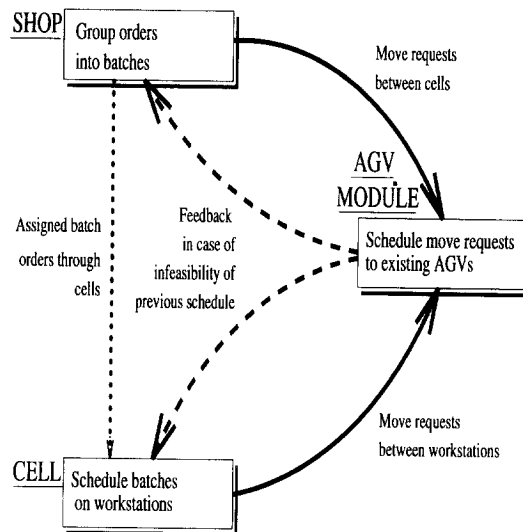 SHOP
Group orders
into batches
Move requests
between cells
AGV
MODULE
Schedule move requests
to existing AGVs
Assigned batch
orders through
cells
Feedback
in case of
infeasibility of
previous schedule
Move requests
between workstations
CELL
Schedule batches
on workstations